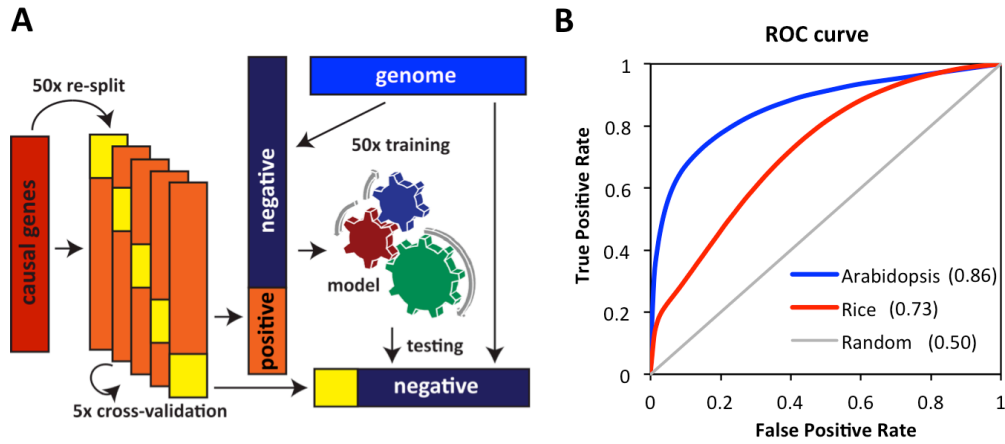 A
50x re-split
causal genes
5x cross-validation
negative
positive
genome
50x training
model
testing
negative
B
ROC curve
True Positive Rate
1
0.8
0.6
0.4
0.2
0
Arabidopsis (0.86)
Rice (0.73)
Random (0.50)
0 0.2 0.4 0.6 0.8 1
False Positive Rate